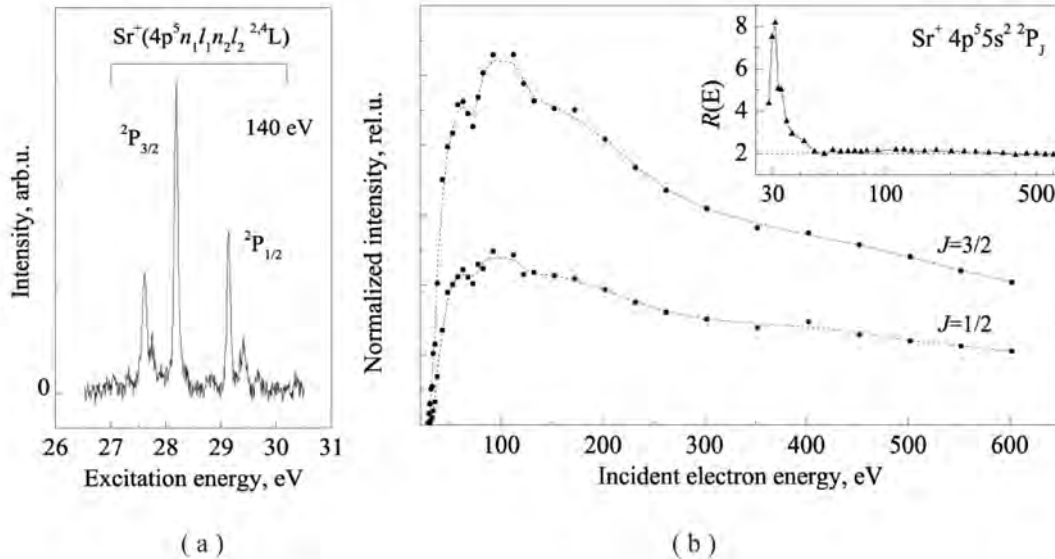 Sr⁺(4p⁵n₁l₁n₂l₂ ²,⁴L)
²P₃/₂
140 eV
²P₁/₂
Intensity, arb.u.
0
26 27 28 29 30 31
Excitation energy, eV
( a )
Normalized intensity, rel.u.
R(E)
8
6
4
2
Sr⁺ 4p⁵5s² ²P_J
30 100 500
J=3/2
J=1/2
100 200 300 400 500 600
Incident electron energy, eV
( b )